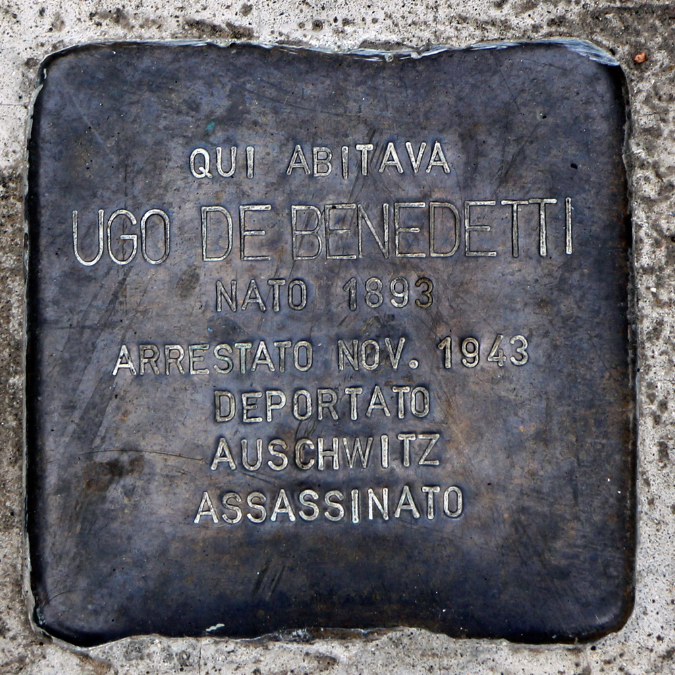 QUI ABITAVA
UGO DE BENEDETTI
NATO 1893
ARRESTATO NOV. 1943
DEPORTATO
AUSCHWITZ
ASSASSINATO